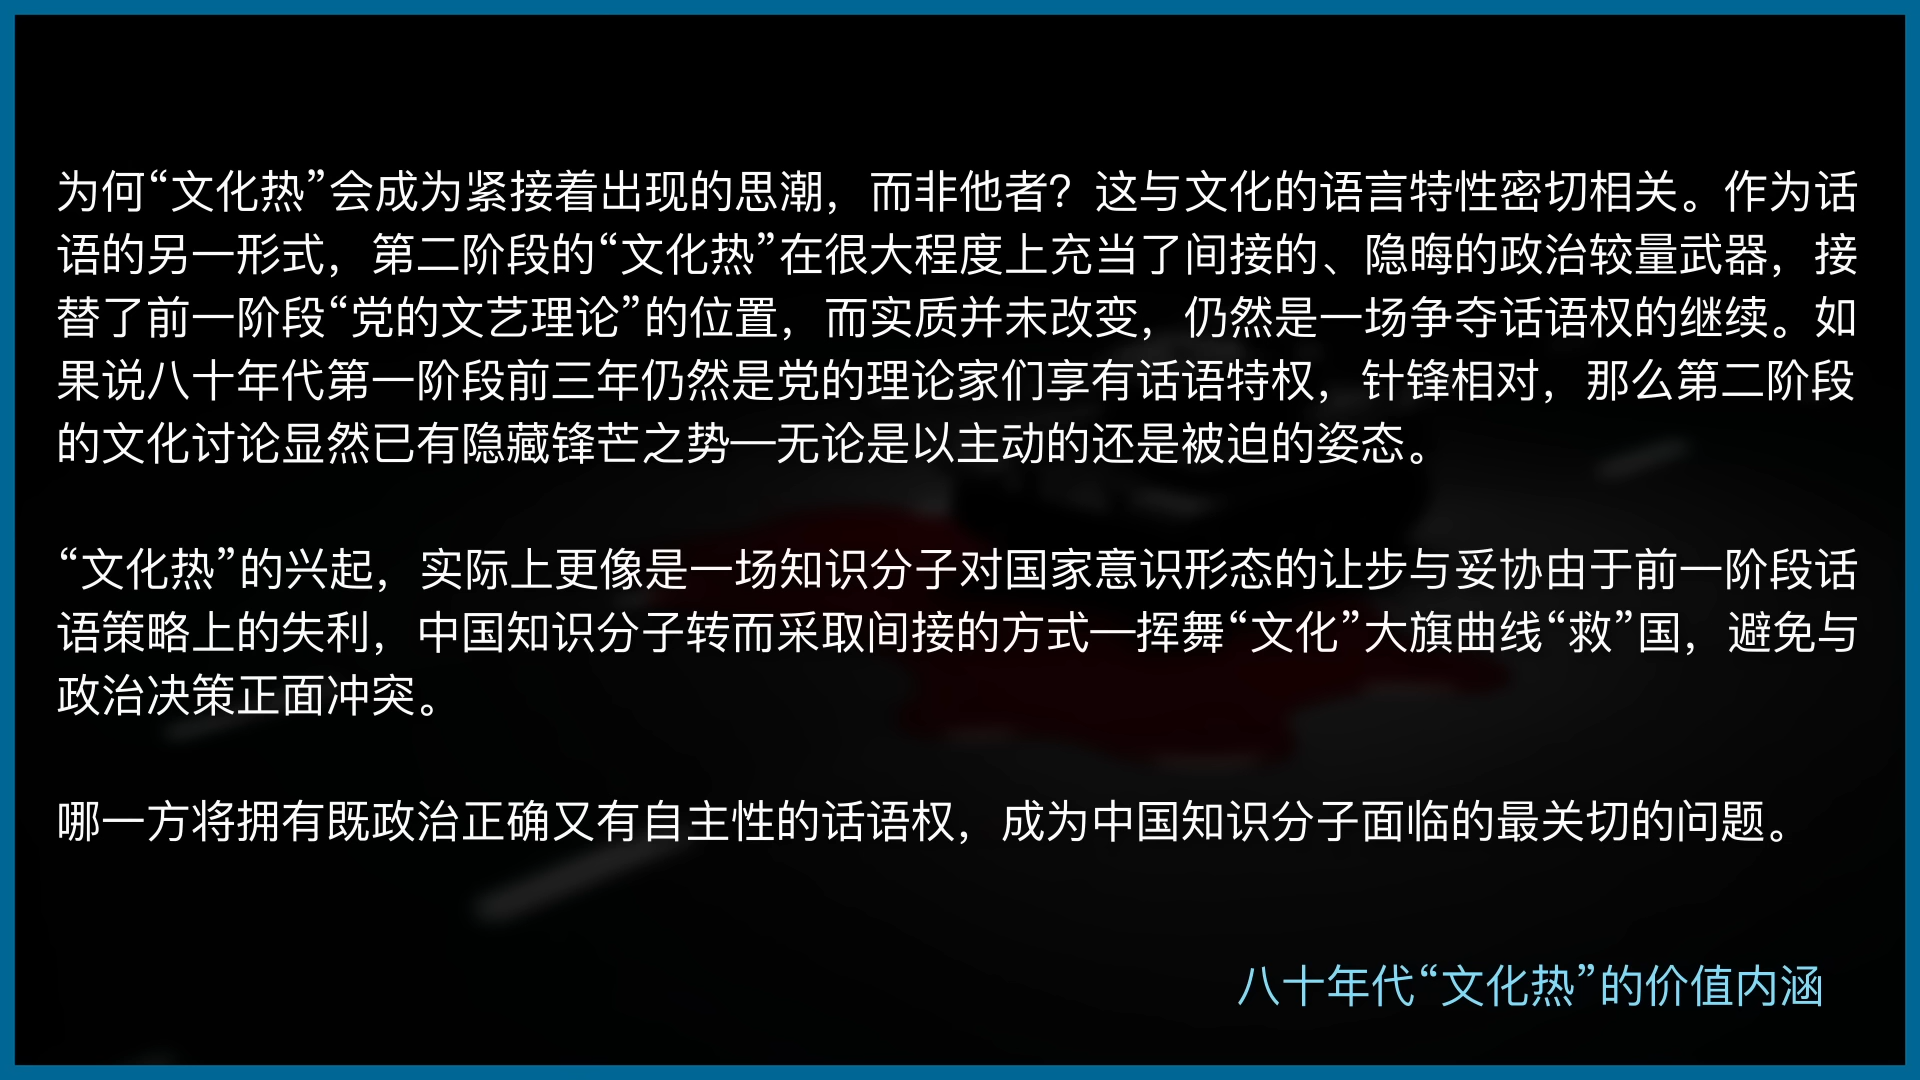 为何“文化热”会成为紧接着出现的思潮，而非他者？这与文化的语言特性密切相关。作为话
语的另一形式，第二阶段的“文化热”在很大程度上充当了间接的、隐晦的政治较量武器，接
替了前一阶段“党的文艺理论”的位置，而实质并未改变，仍然是一场争夺话语权的继续。如
果说八十年代第一阶段前三年仍然是党的理论家们享有话语特权，针锋相对，那么第二阶段
的文化讨论显然已有隐藏锋芒之势—无论是以主动的还是被迫的姿态。
“文化热”的兴起，实际上更像是一场知识分子对国家意识形态的让步与妥协由于前一阶段话
语策略上的失利，中国知识分子转而采取间接的方式—挥舞“文化”大旗曲线“救”国，避免与
政治决策正面冲突。
哪一方将拥有既政治正确又有自主性的话语权，成为中国知识分子面临的最关切的问题。
八十年代“文化热”的价值内涵